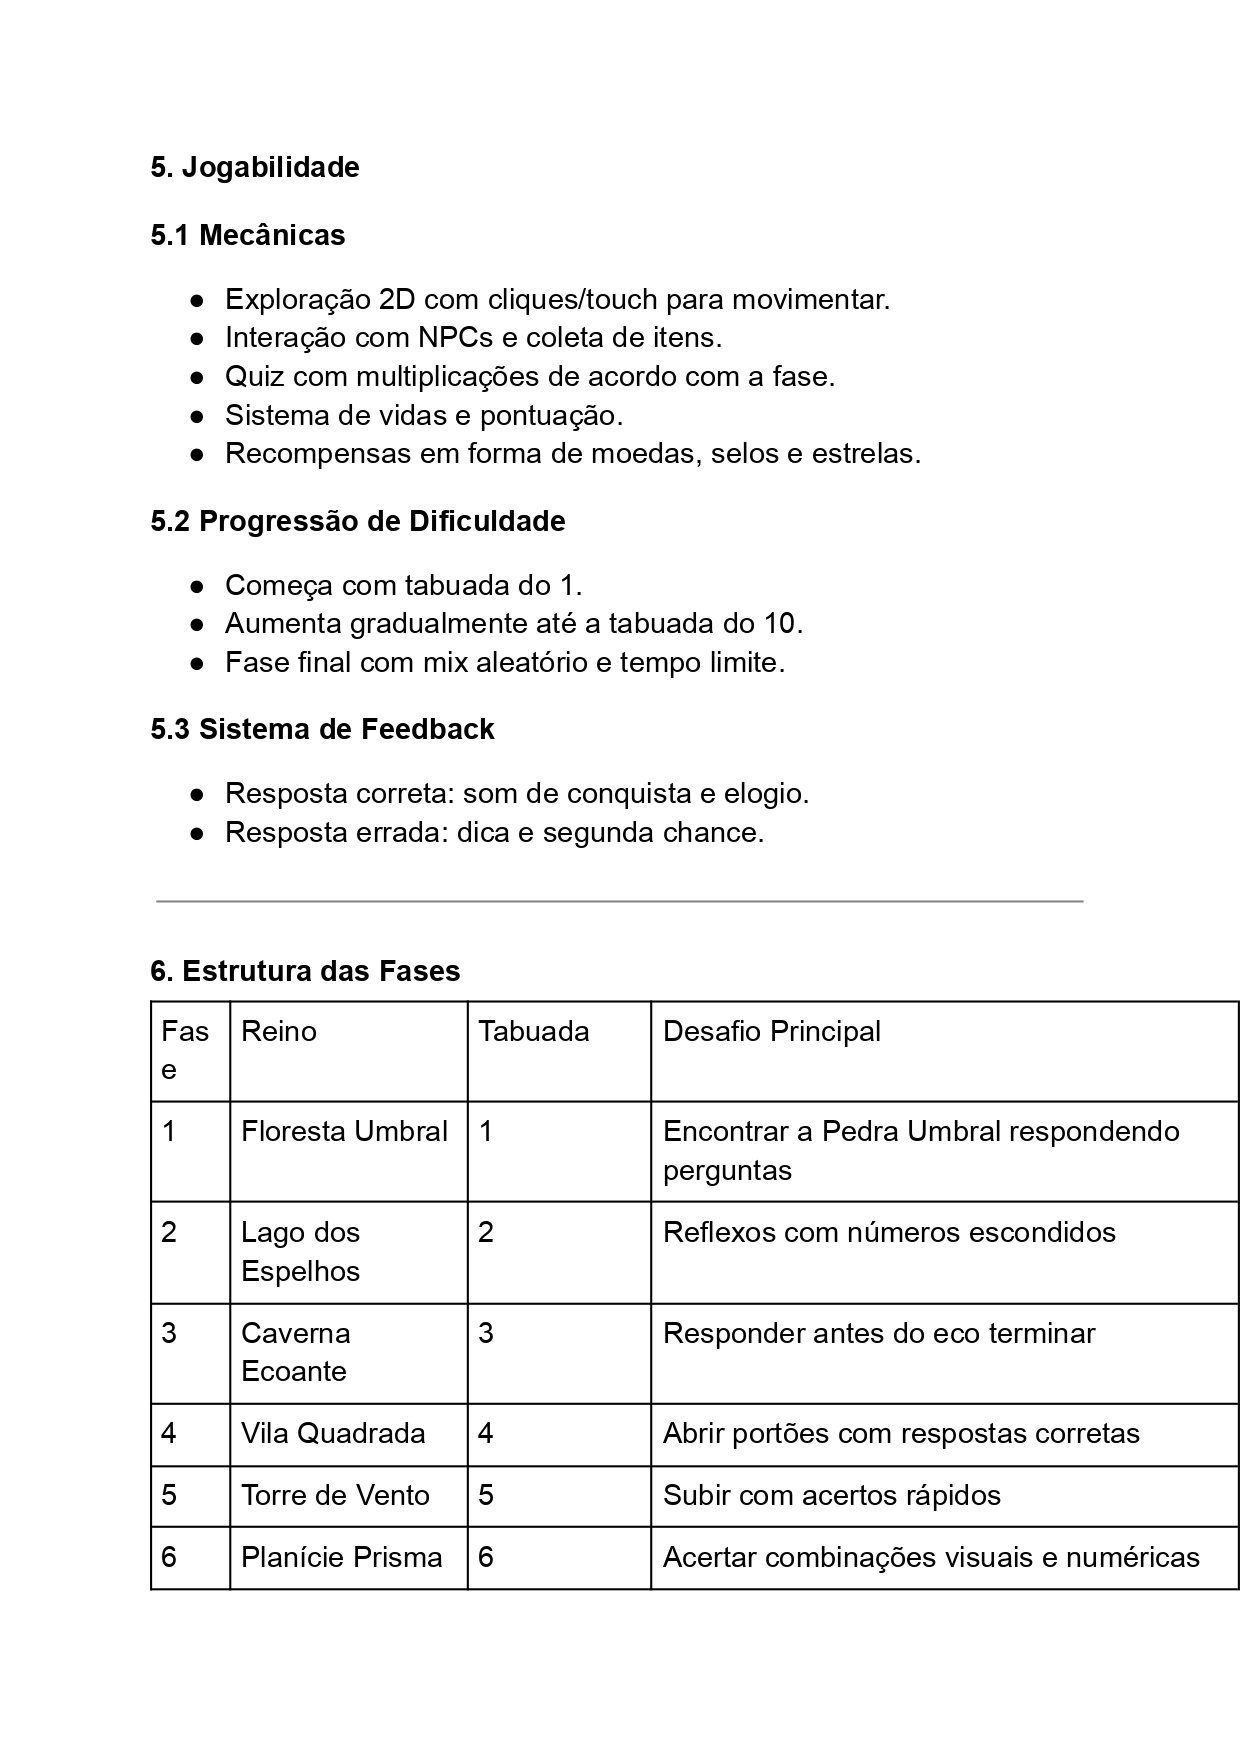 5. Jogabilidade
5.1 Mecânicas
● Exploração 2D com cliques/touch para movimentar.
● Interação com NPCs e coleta de itens.
● Quiz com multiplicações de acordo com a fase.
● Sistema de vidas e pontuação.
● Recompensas em forma de moedas, selos e estrelas.
5.2 Progressão de Dificuldade
● Começa com tabuada do 1.
● Aumenta gradualmente até a tabuada do 10.
● Fase final com mix aleatório e tempo limite.
5.3 Sistema de Feedback
● Resposta correta: som de conquista e elogio.
● Resposta errada: dica e segunda chance.
6. Estrutura das Fases
Fas Reino Tabuada Desafio Principal
e
1 Floresta Umbral 1 Encontrar a Pedra Umbral respondendo
perguntas
2 Lago dos 2 Reflexos com números escondidos
Espelhos
3 Caverna 3 Responder antes do eco terminar
Ecoante
4 Vila Quadrada 4 Abrir portões com respostas corretas
5 Torre de Vento 5 Subir com acertos rápidos
6 Planície Prisma 6 Acertar combinações visuais e numéricas